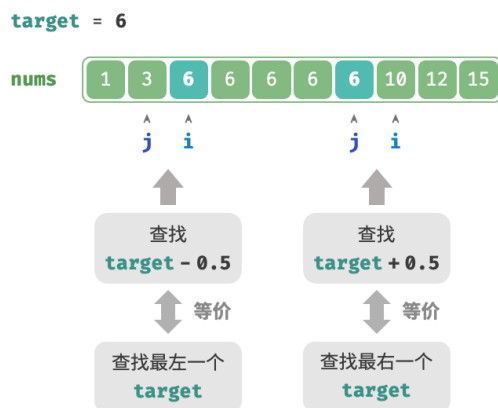 target = 6
nums 1 3 6 6 6 6 6 10 12 15
j i j i
查找 查找
target - 0.5 target + 0.5
等价 等价
查找最左一个 查找最右一个
target target